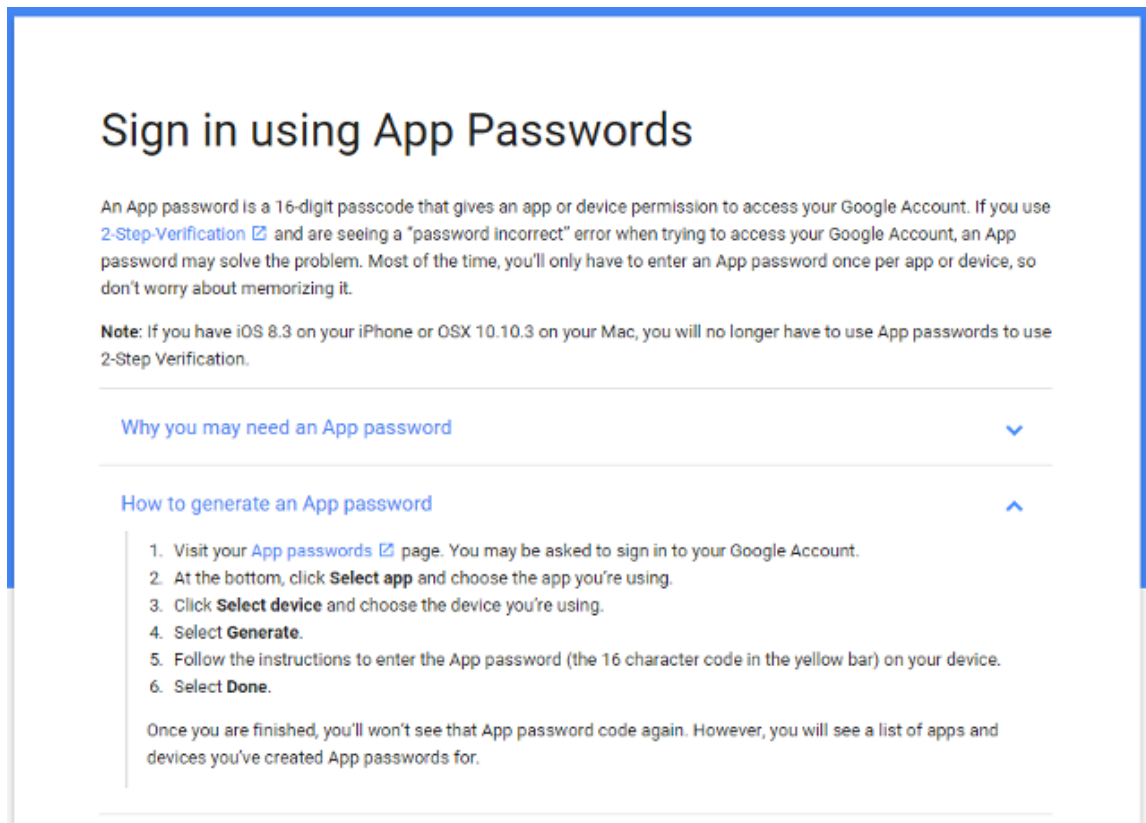 Sign in using App Passwords
An App password is a 16-digit passcode that gives an app or device permission to access your Google Account. If you use
2-Step-Verification and are seeing a “password incorrect” error when trying to access your Google Account, an App
password may solve the problem. Most of the time, you’ll only have to enter an App password once per app or device, so
don’t worry about memorizing it.
Note: If you have iOS 8.3 on your iPhone or OSX 10.10.3 on your Mac, you will no longer have to use App passwords to use
2-Step Verification.
Why you may need an App password
How to generate an App password
1. Visit your App passwords page. You may be asked to sign in to your Google Account.
2. At the bottom, click Select app and choose the app you’re using.
3. Click Select device and choose the device you’re using.
4. Select Generate.
5. Follow the instructions to enter the App password (the 16 character code in the yellow bar) on your device.
6. Select Done.
Once you are finished, you’ll won’t see that App password code again. However, you will see a list of apps and
devices you’ve created App passwords for.